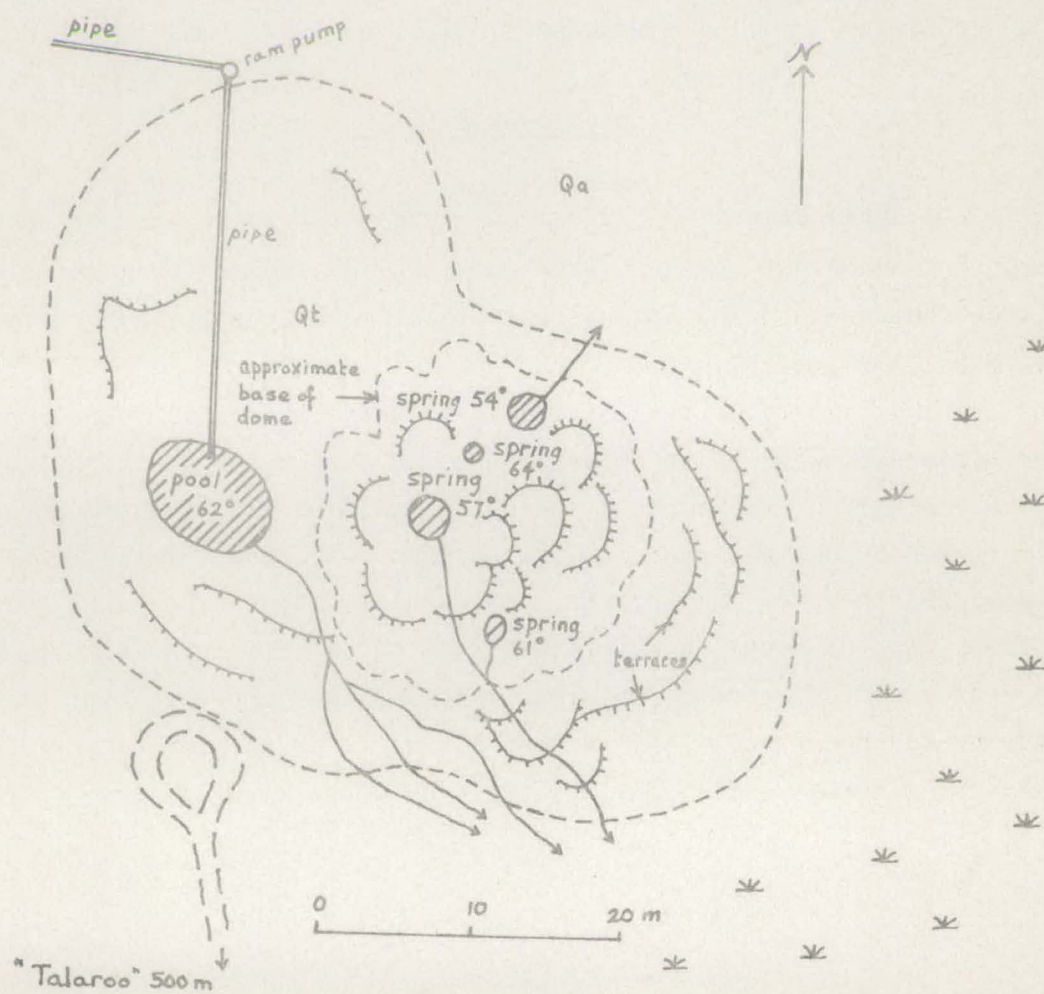 pipe
ram pump
N
Qa
pipe
Qt
approximate
base of
dome
spring 54°
spring
64°
spring
57°
pool
62°
spring
61°
terraces
0 10 20 m
"Talaroo" 500 m